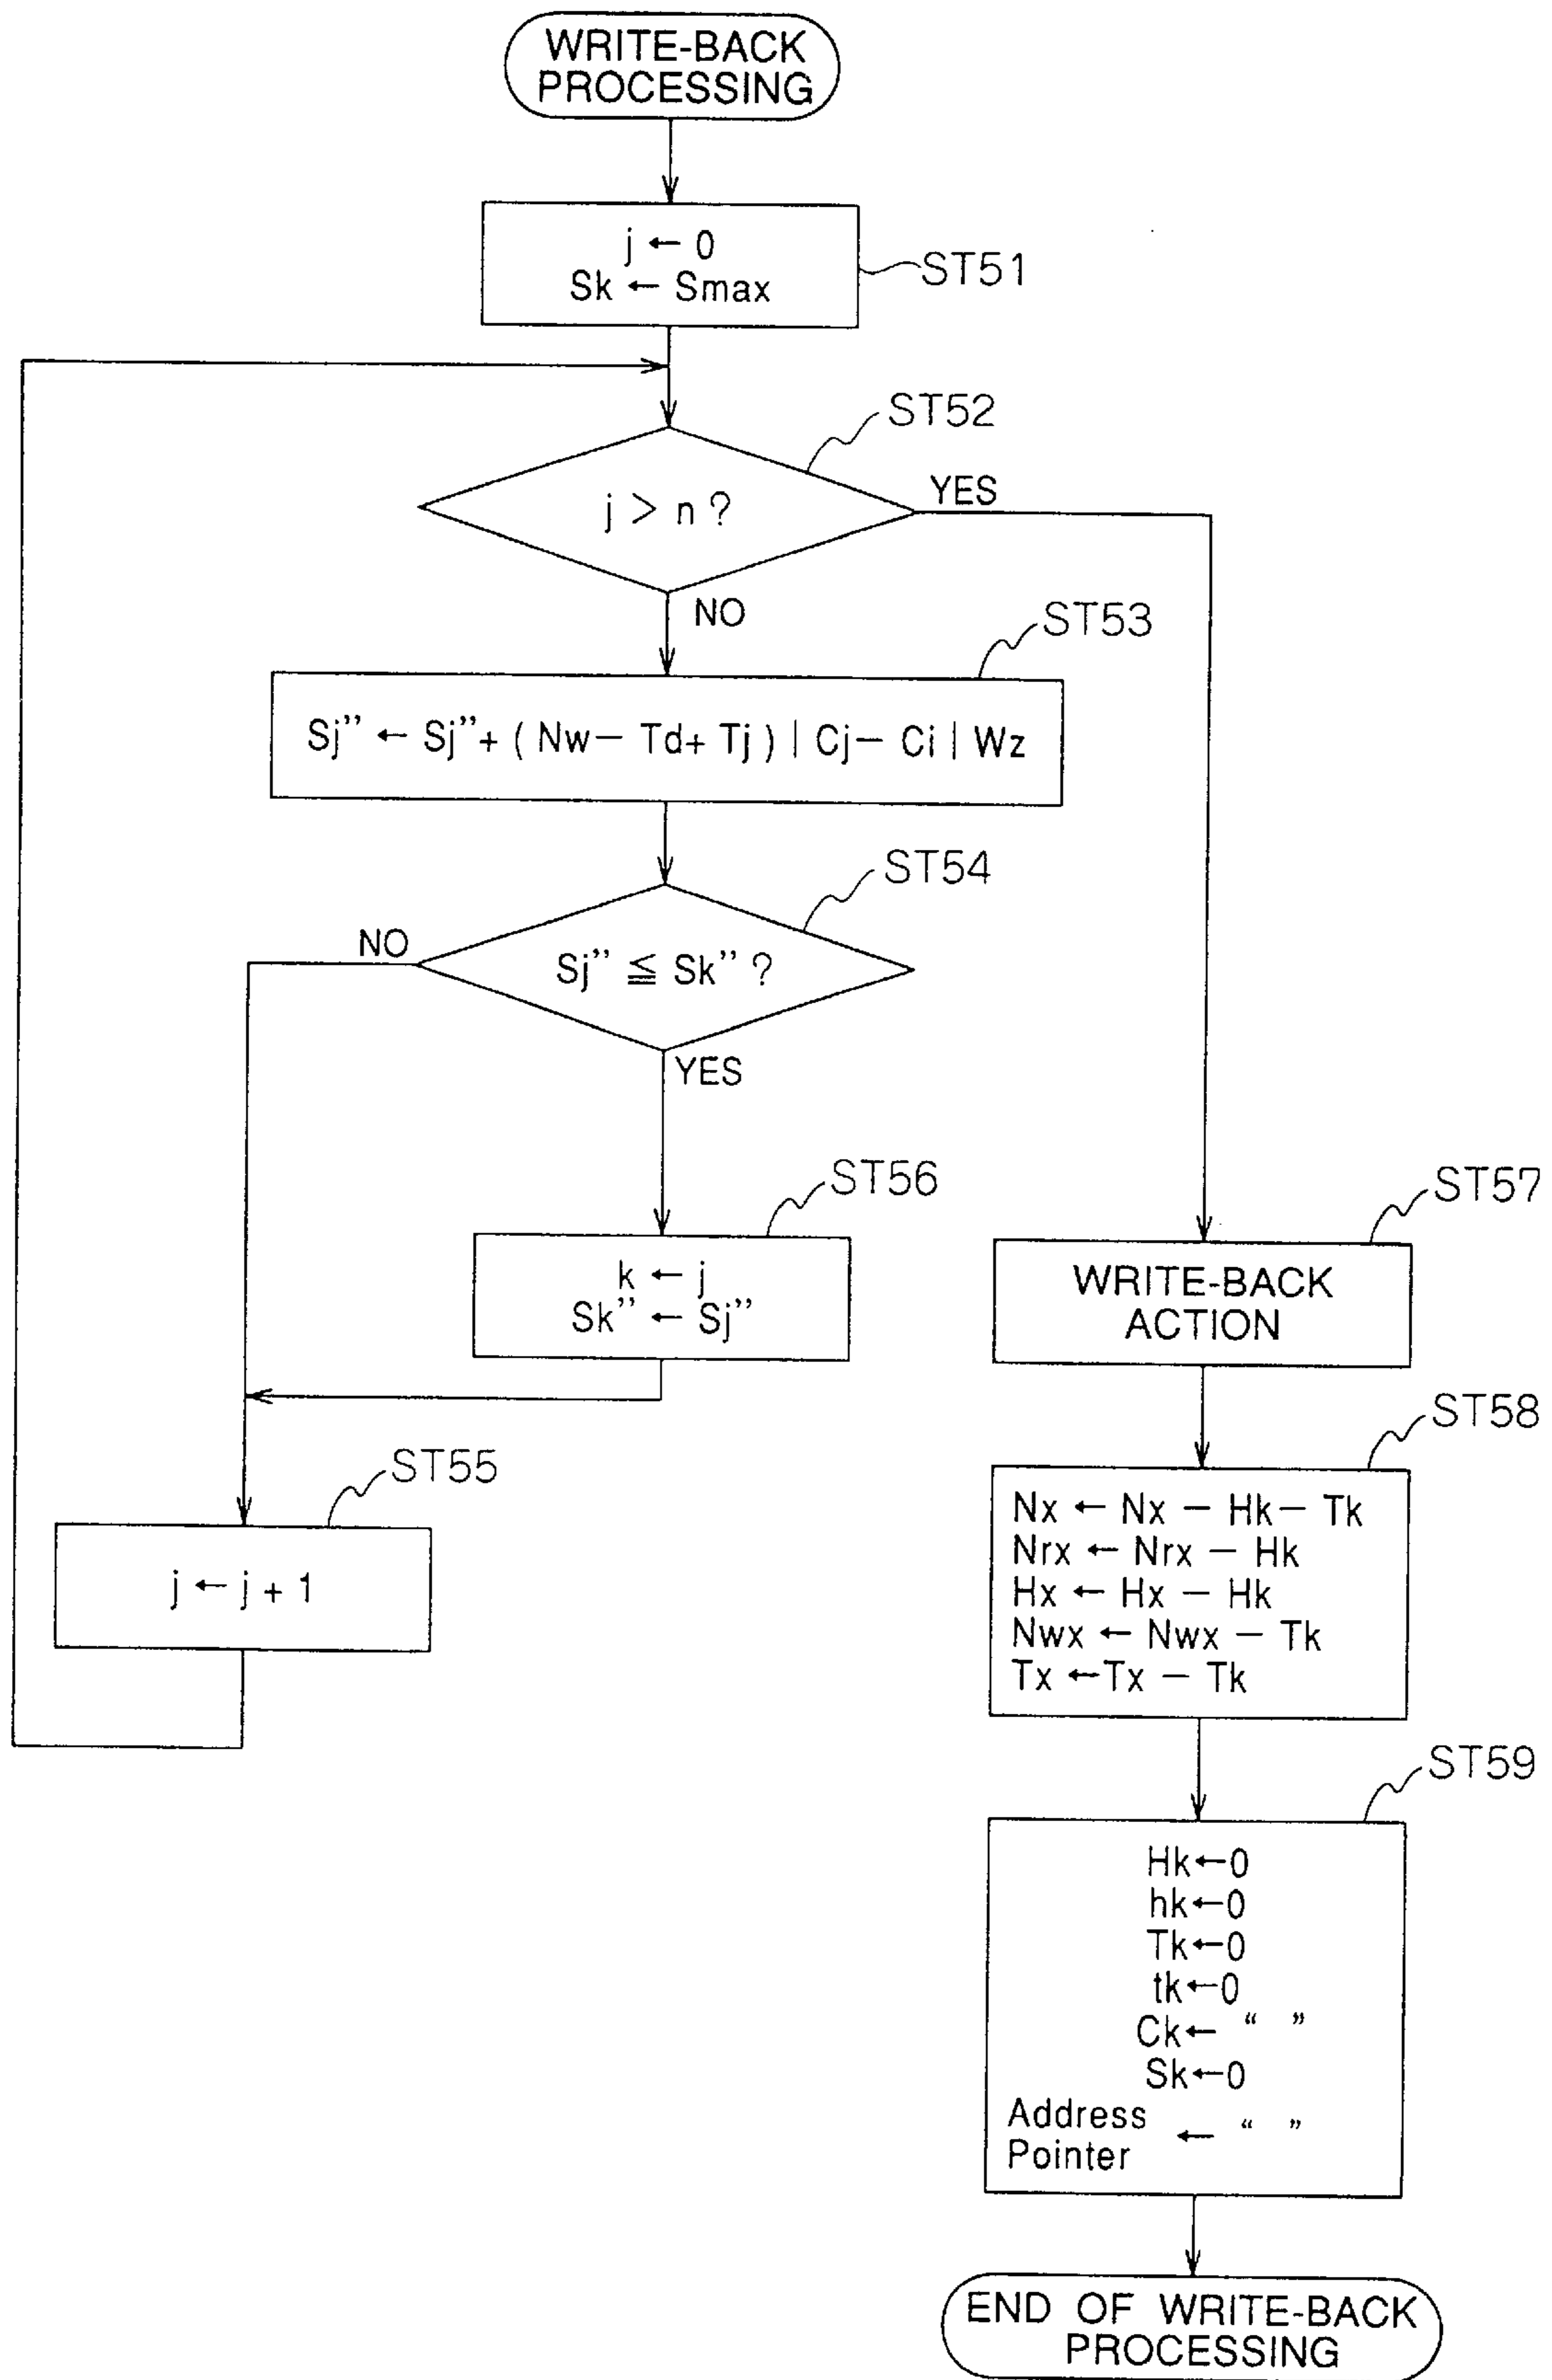 WRITE-BACK
PROCESSING
j ← 0
Sk ← Smax
ST51
ST52
j > n ?
YES
NO
ST53
Sj'' ← Sj''+ ( Nw− Td+ Tj ) | Cj− Ci | Wz
ST54
NO
Sj'' ≦ Sk'' ?
YES
ST56
k ← j
Sk'' ← Sj''
ST57
WRITE-BACK
ACTION
ST55
j ← j + 1
ST58
Nx ← Nx − Hk− Tk
Nrx ← Nrx − Hk
Hx ← Hx − Hk
Nwx ← Nwx − Tk
Tx ←Tx − Tk
ST59
Hk←0
hk←0
Tk←0
tk←0
Ck← “ ”
Sk←0
Address
Pointer ← “ ”
END OF WRITE-BACK
PROCESSING